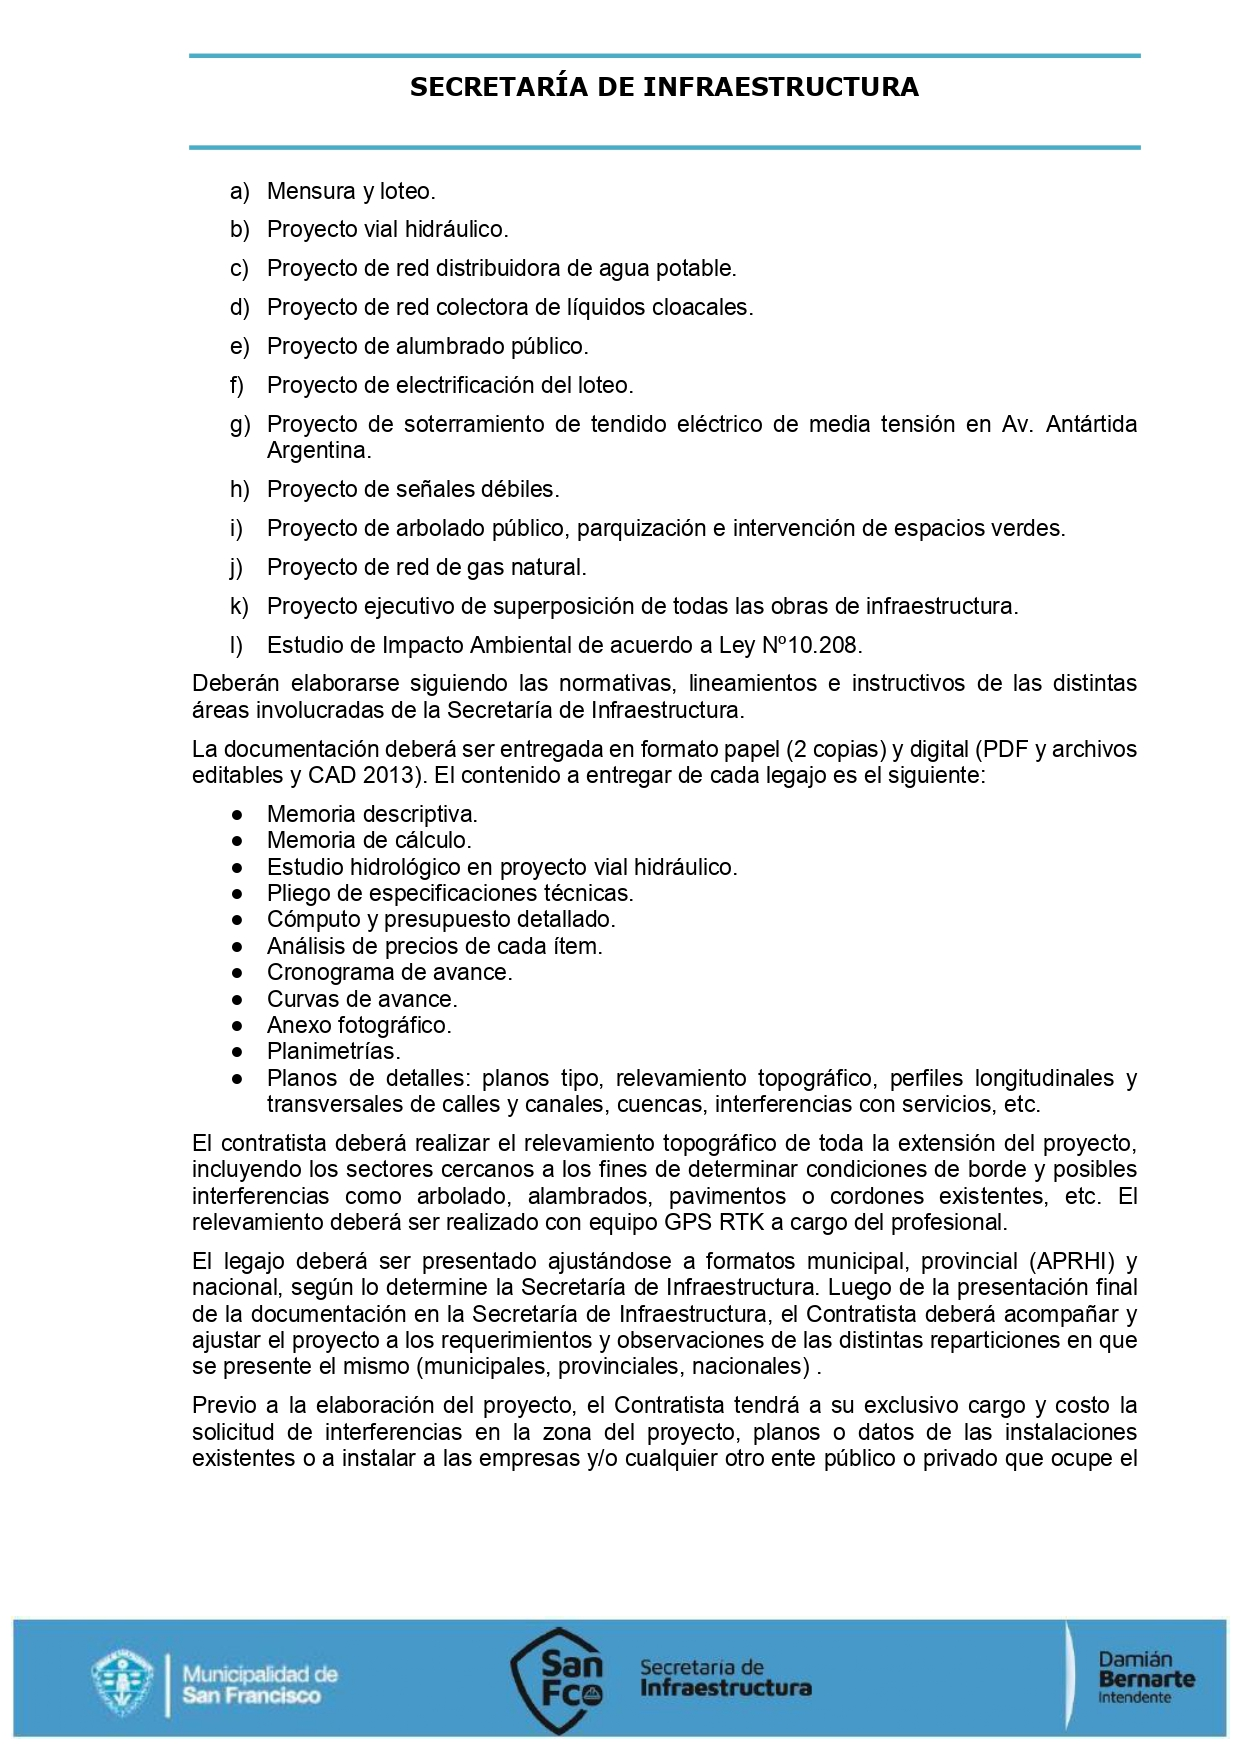 SECRETARÍA DE INFRAESTRUCTURA
a) Mensura y loteo.
b) Proyecto vial hidráulico.
c) Proyecto de red distribuidora de agua potable.
d) Proyecto de red colectora de líquidos cloacales.
e) Proyecto de alumbrado público.
f) Proyecto de electrificación del loteo.
g) Proyecto de soterramiento de tendido eléctrico de media tensión en Av. Antártida
Argentina.
h) Proyecto de señales débiles.
i) Proyecto de arbolado público, parquización e intervención de espacios verdes.
j) Proyecto de red de gas natural.
k) Proyecto ejecutivo de superposición de todas las obras de infraestructura.
l) Estudio de Impacto Ambiental de acuerdo a Ley Nº10.208.
Deberán elaborarse siguiendo las normativas, lineamientos e instructivos de las distintas
áreas involucradas de la Secretaría de Infraestructura.
La documentación deberá ser entregada en formato papel (2 copias) y digital (PDF y archivos
editables y CAD 2013). El contenido a entregar de cada legajo es el siguiente:
● Memoria descriptiva.
● Memoria de cálculo.
● Estudio hidrológico en proyecto vial hidráulico.
● Pliego de especificaciones técnicas.
● Cómputo y presupuesto detallado.
● Análisis de precios de cada ítem.
● Cronograma de avance.
● Curvas de avance.
● Anexo fotográfico.
● Planimetrías.
● Planos de detalles: planos tipo, relevamiento topográfico, perfiles longitudinales y
transversales de calles y canales, cuencas, interferencias con servicios, etc.
El contratista deberá realizar el relevamiento topográfico de toda la extensión del proyecto,
incluyendo los sectores cercanos a los fines de determinar condiciones de borde y posibles
interferencias como arbolado, alambrados, pavimentos o cordones existentes, etc. El
relevamiento deberá ser realizado con equipo GPS RTK a cargo del profesional.
El legajo deberá ser presentado ajustándose a formatos municipal, provincial (APRHI) y
nacional, según lo determine la Secretaría de Infraestructura. Luego de la presentación final
de la documentación en la Secretaría de Infraestructura, el Contratista deberá acompañar y
ajustar el proyecto a los requerimientos y observaciones de las distintas reparticiones en que
se presente el mismo (municipales, provinciales, nacionales) .
Previo a la elaboración del proyecto, el Contratista tendrá a su exclusivo cargo y costo la
solicitud de interferencias en la zona del proyecto, planos o datos de las instalaciones
existentes o a instalar a las empresas y/o cualquier otro ente público o privado que ocupe el
Municipalidad de
San Francisco
San
Fco
Secretaría de
Infraestructura
Damián
Bernarte
Intendente